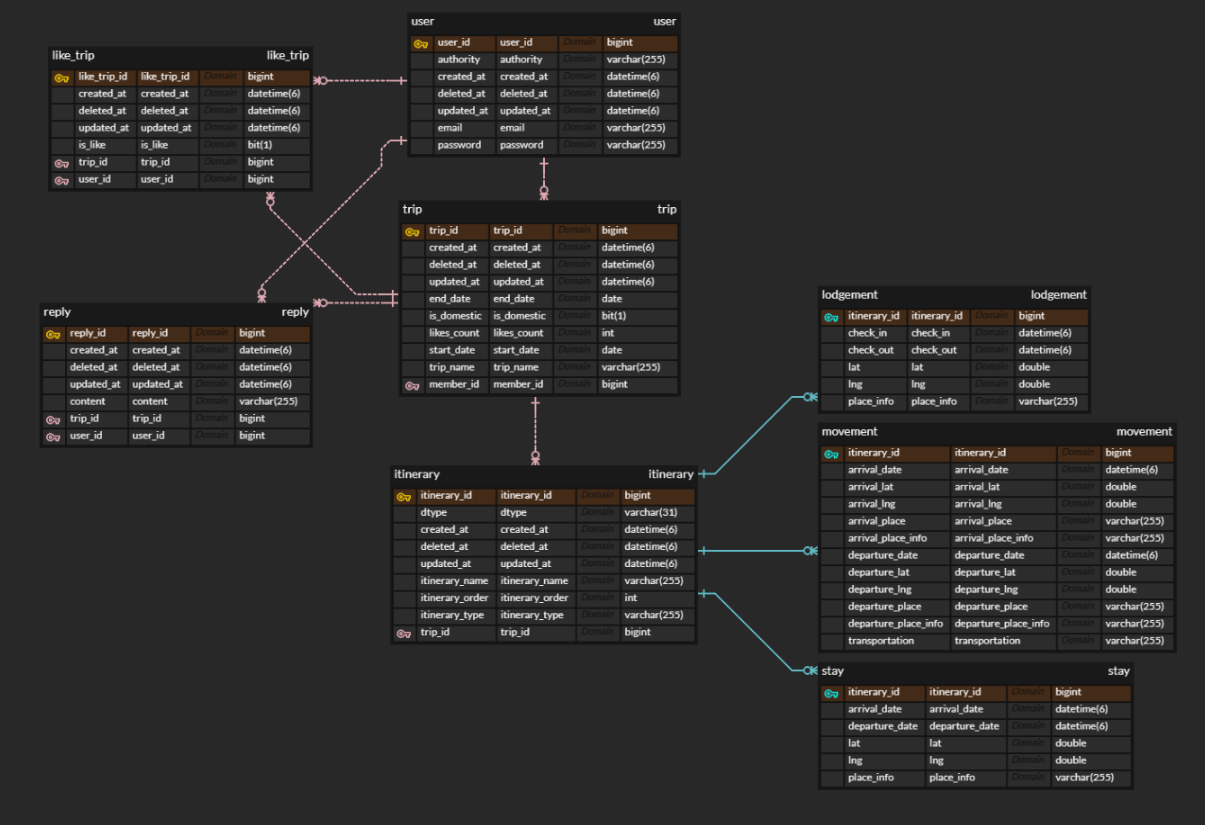 user user
user_id user_id Domain bigint
authority authority Domain varchar(255)
created_at created_at Domain datetime(6)
deleted_at deleted_at Domain datetime(6)
updated_at updated_at Domain datetime(6)
email email Domain varchar(255)
password password Domain varchar(255)
like_trip like_trip
like_trip_id like_trip_id Domain bigint
created_at created_at Domain datetime(6)
deleted_at deleted_at Domain datetime(6)
updated_at updated_at Domain datetime(6)
is_like is_like Domain bit(1)
trip_id trip_id Domain bigint
user_id user_id Domain bigint
trip trip
trip_id trip_id Domain bigint
created_at created_at Domain datetime(6)
deleted_at deleted_at Domain datetime(6)
updated_at updated_at Domain datetime(6)
end_date end_date Domain date
is_domestic is_domestic Domain bit(1)
likes_count likes_count Domain int
start_date start_date Domain date
trip_name trip_name Domain varchar(255)
member_id member_id Domain bigint
reply reply
reply_id reply_id Domain bigint
created_at created_at Domain datetime(6)
deleted_at deleted_at Domain datetime(6)
updated_at updated_at Domain datetime(6)
content content Domain varchar(255)
trip_id trip_id Domain bigint
user_id user_id Domain bigint
itinerary itinerary
itinerary_id itinerary_id Domain bigint
dtype dtype Domain varchar(31)
created_at created_at Domain datetime(6)
deleted_at deleted_at Domain datetime(6)
updated_at updated_at Domain datetime(6)
itinerary_name itinerary_name Domain varchar(255)
itinerary_order itinerary_order Domain int
itinerary_type itinerary_type Domain varchar(255)
trip_id trip_id Domain bigint
lodgement lodgement
itinerary_id itinerary_id Domain bigint
check_in check_in Domain datetime(6)
check_out check_out Domain datetime(6)
lat lat Domain double
lng lng Domain double
place_info place_info Domain varchar(255)
movement movement
itinerary_id itinerary_id Domain bigint
arrival_date arrival_date Domain datetime(6)
arrival_lat arrival_lat Domain double
arrival_lng arrival_lng Domain double
arrival_place arrival_place Domain varchar(255)
arrival_place_info arrival_place_info Domain varchar(255)
departure_date departure_date Domain datetime(6)
departure_lat departure_lat Domain double
departure_lng departure_lng Domain double
departure_place departure_place Domain varchar(255)
departure_place_info departure_place_info Domain varchar(255)
transportation transportation Domain varchar(255)
stay stay
itinerary_id itinerary_id Domain bigint
arrival_date arrival_date Domain datetime(6)
departure_date departure_date Domain datetime(6)
lat lat Domain double
lng lng Domain double
place_info place_info Domain varchar(255)